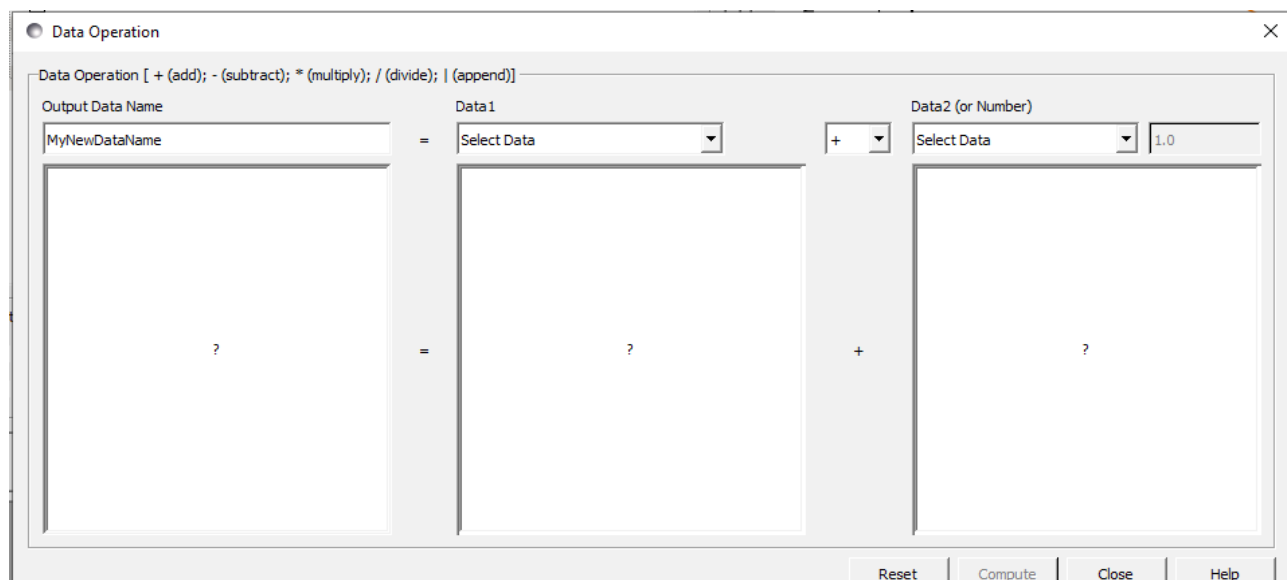 Data Operation
Data Operation [ + (add); - (subtract); * (multiply); / (divide); | (append)]
Output Data Name Data1 Data2 (or Number)
MyNewDataName = Select Data + Select Data 1.0
? = ? + ?
Reset Compute Close Help